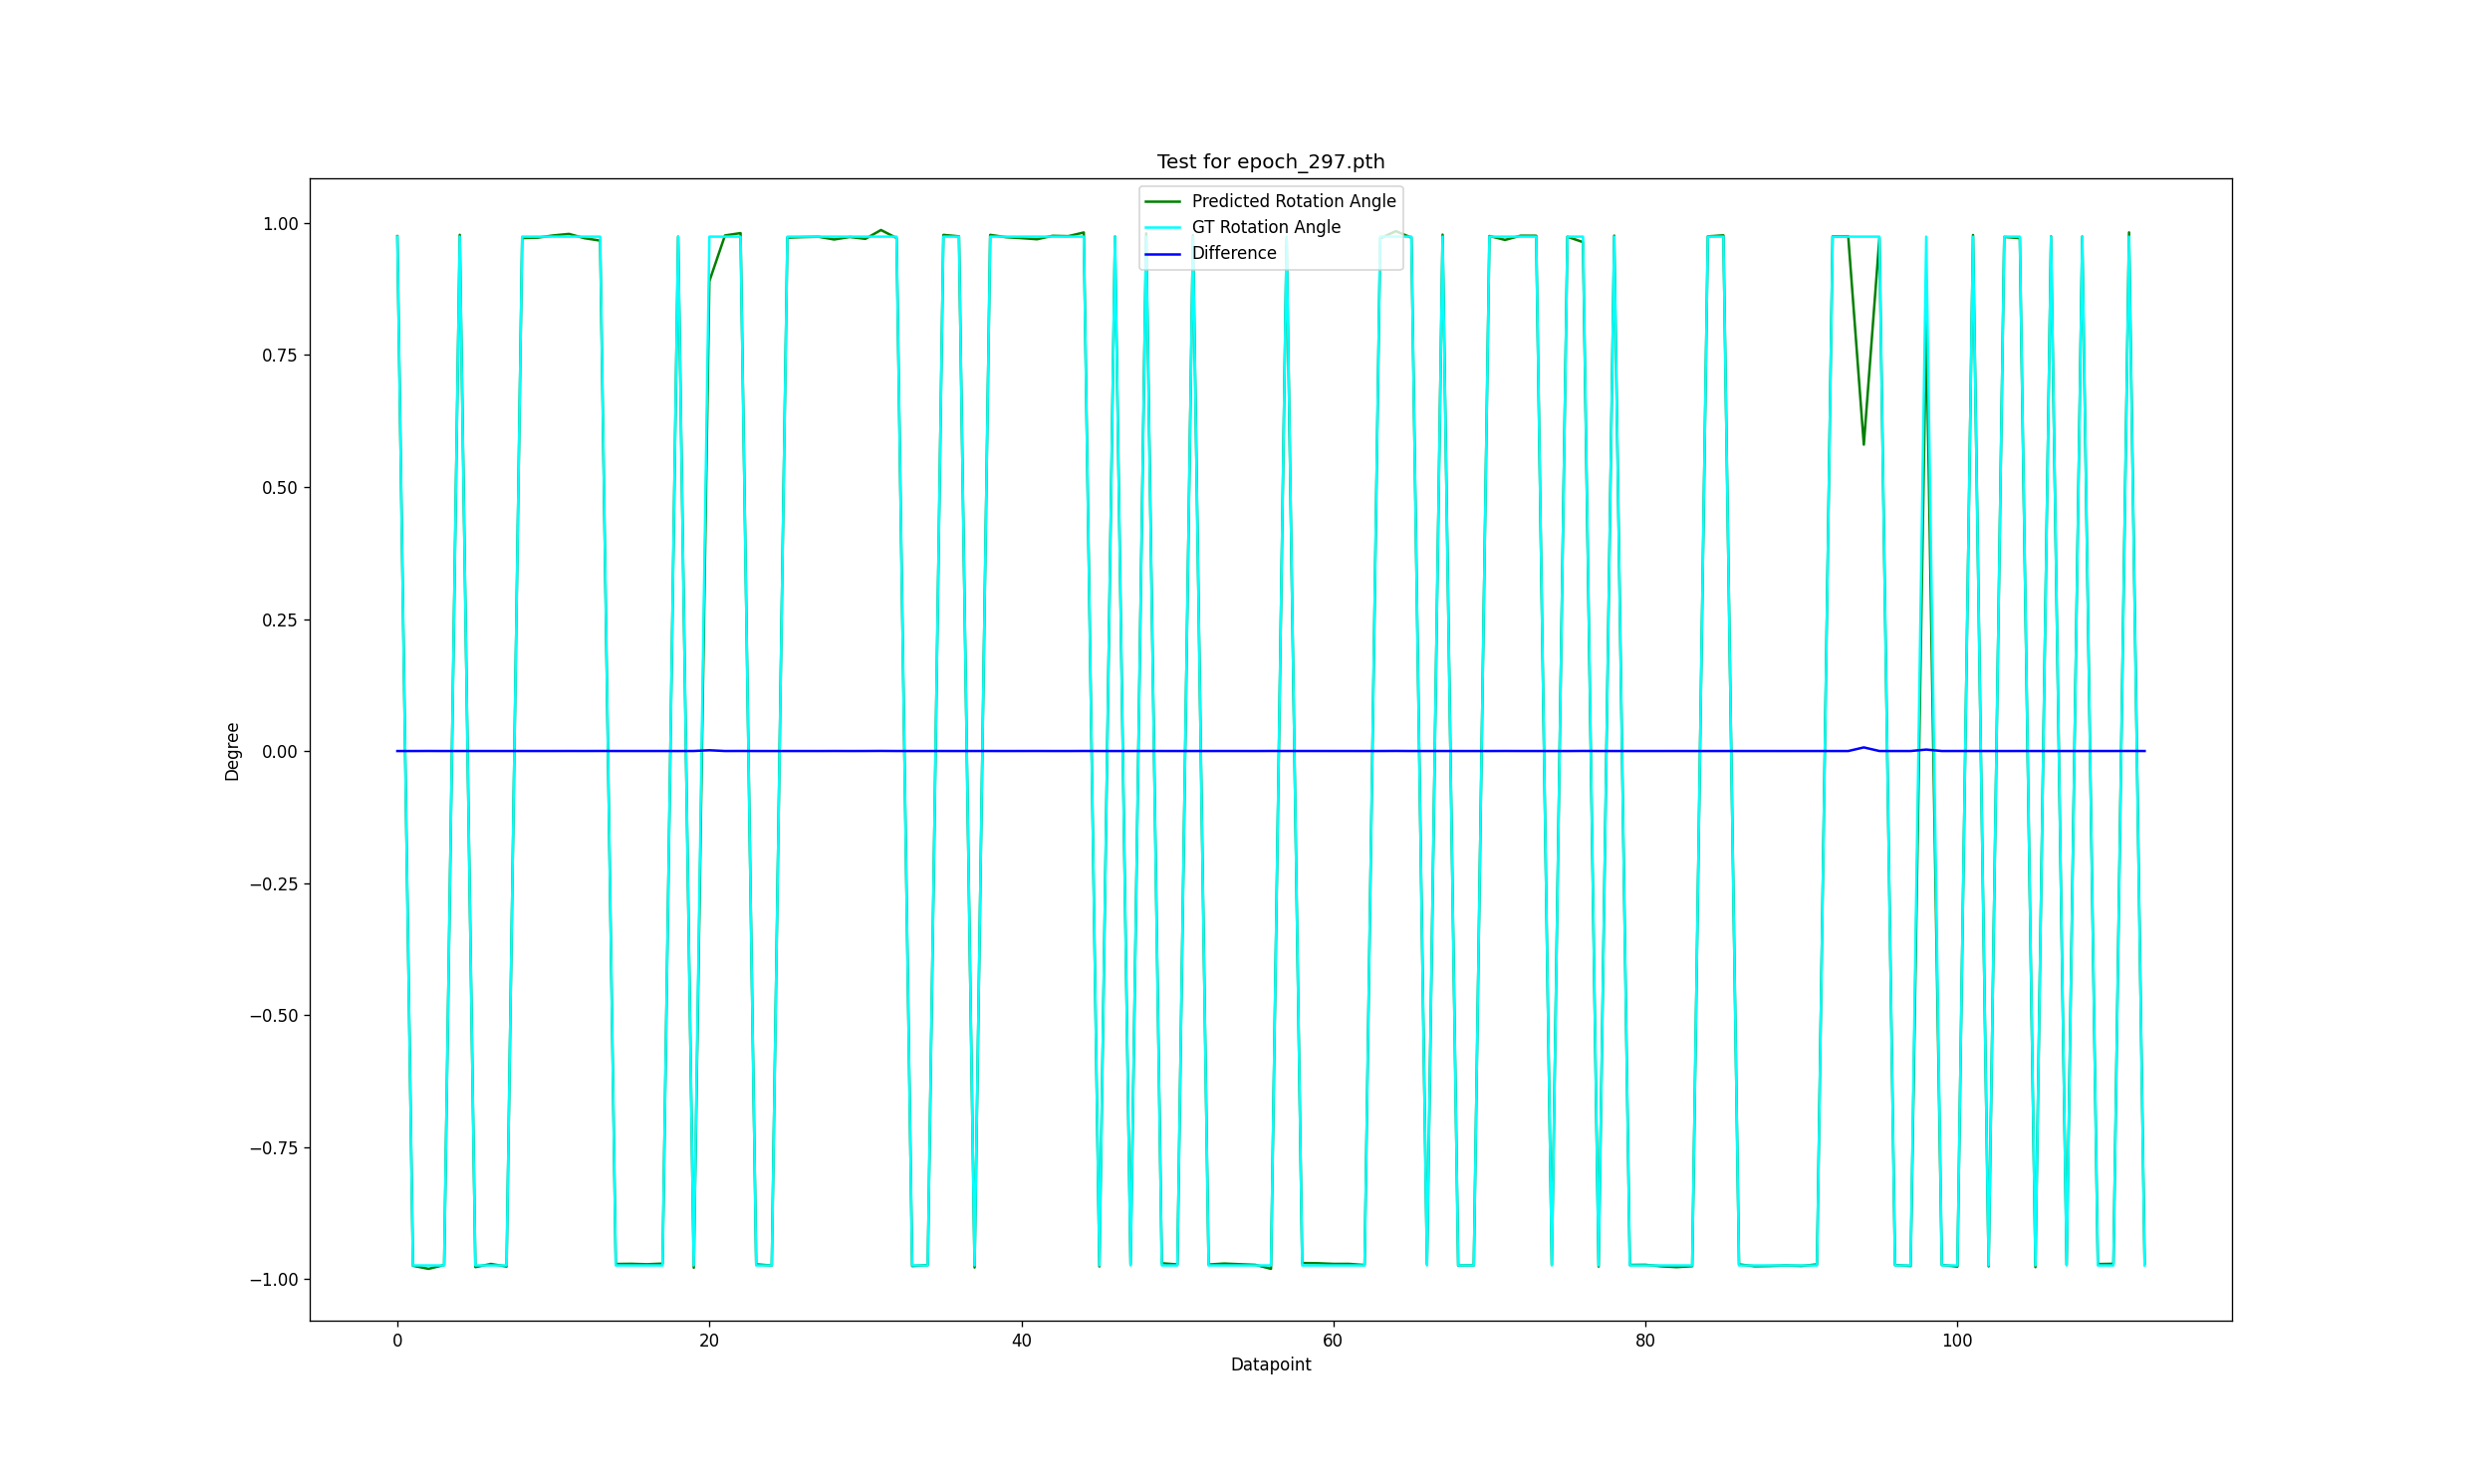 Test for epoch_297.pth
Predicted Rotation Angle
GT Rotation Angle
Difference
1.00
0.75
0.50
0.25
0.00
−0.25
−0.50
−0.75
−1.00
Degree
0 20 40 60 80 100
Datapoint